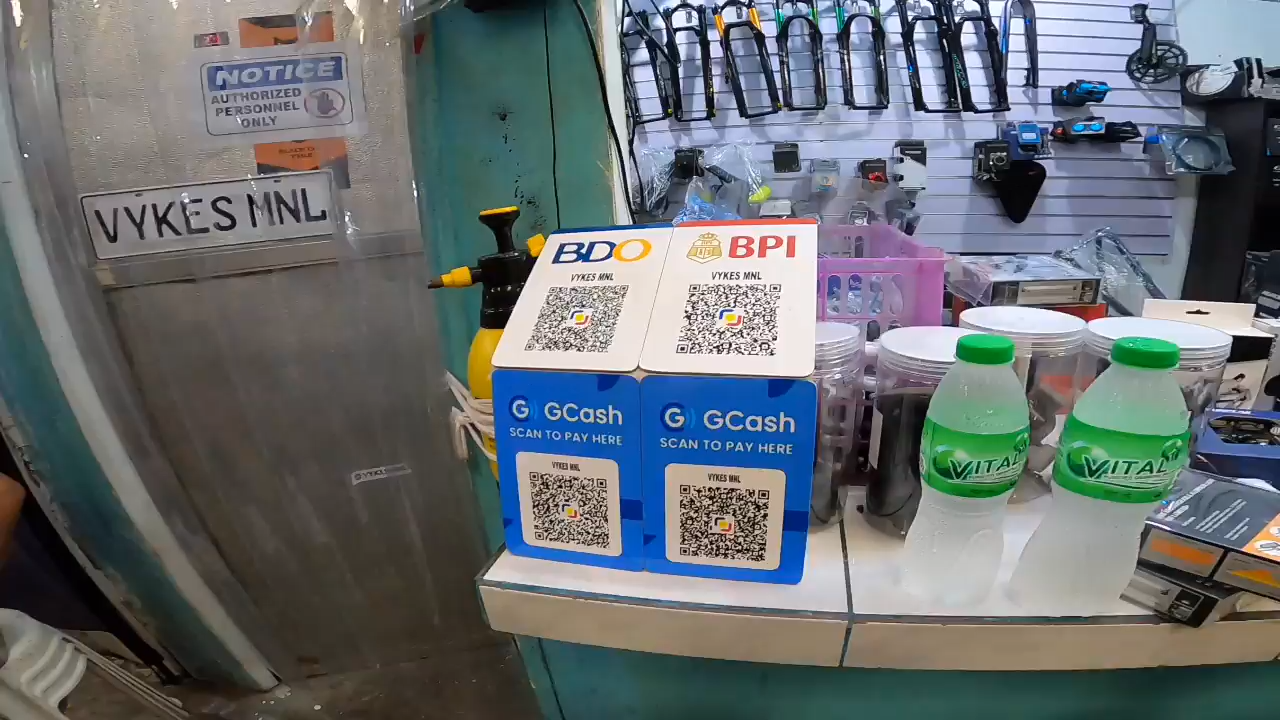 NOTICE
AUTHORIZED
PERSONNEL
ONLY
VYKES MNL
BDO
VYKES MNL
BPI
VYKES MNL
GCash
SCAN TO PAY HERE
VYKES MNL
GCash
SCAN TO PAY HERE
VYKES MNL
VITAL
VITAL